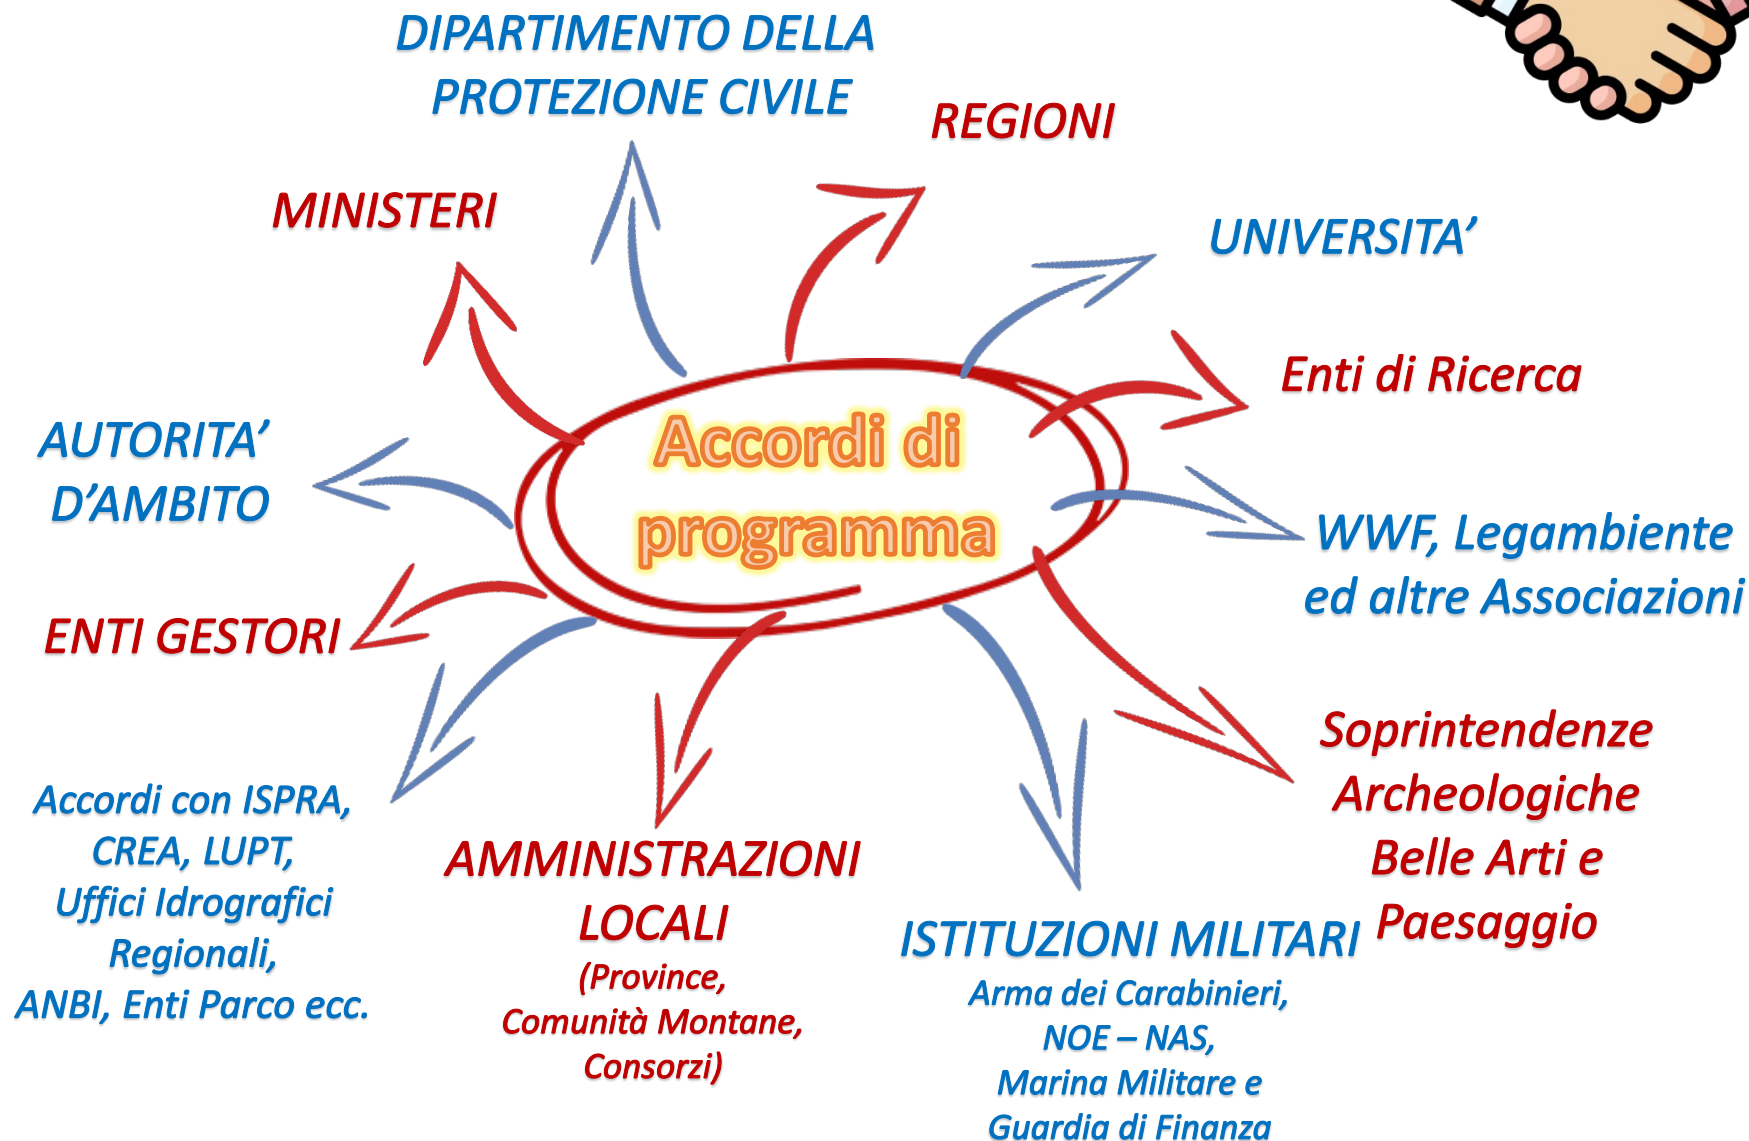 DIPARTIMENTO DELLA
PROTEZIONE CIVILE
REGIONI
MINISTERI
UNIVERSITA’
Enti di Ricerca
AUTORITA’
D’AMBITO
Accordi di
programma
WWF, Legambiente
ed altre Associazioni
ENTI GESTORI
Soprintendenze
Archeologiche
Belle Arti e
Paesaggio
Accordi con ISPRA,
CREA, LUPT,
Uffici Idrografici
Regionali,
ANBI, Enti Parco ecc.
AMMINISTRAZIONI
LOCALI
(Province,
Comunità Montane,
Consorzi)
ISTITUZIONI MILITARI
Arma dei Carabinieri,
NOE – NAS,
Marina Militare e
Guardia di Finanza